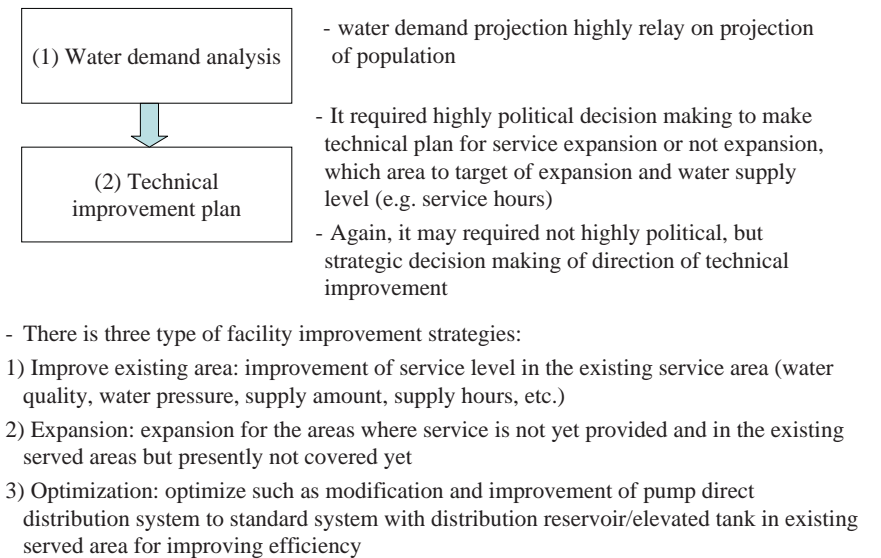 (1) Water demand analysis
- water demand projection highly relay on projection
of population
- It required highly political decision making to make
technical plan for service expansion or not expansion,
which area to target of expansion and water supply
level (e.g. service hours)
(2) Technical
improvement plan
- Again, it may required not highly political, but
strategic decision making of direction of technical
improvement
- There is three type of facility improvement strategies:
1) Improve existing area: improvement of service level in the existing service area (water
quality, water pressure, supply amount, supply hours, etc.)
2) Expansion: expansion for the areas where service is not yet provided and in the existing
served areas but presently not covered yet
3) Optimization: optimize such as modification and improvement of pump direct
distribution system to standard system with distribution reservoir/elevated tank in existing
served area for improving efficiency